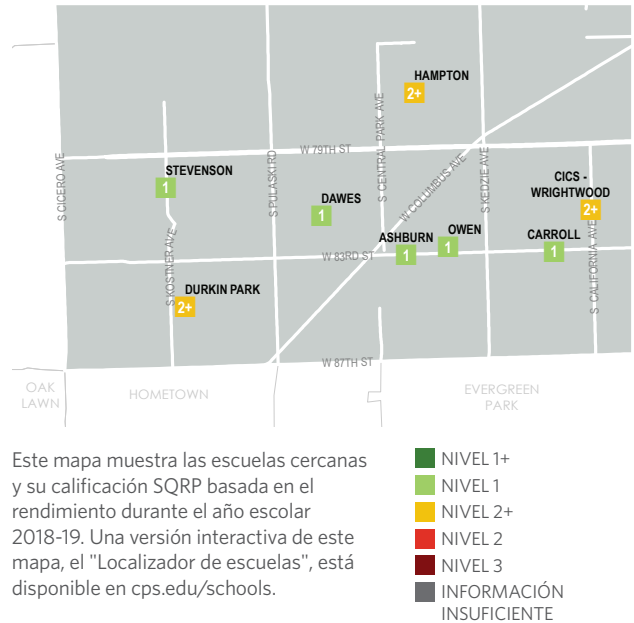 HAMPTON
2+
S CENTRAL PARK AVE
W COLUMBUS AVE
S KEDZIE AVE
W 79TH ST
S CICERO AVE
STEVENSON
1
S PULASKI RD
DAWES
1
CICS -
WRIGHTWOOD
2+
S CALIFORNIA AVE
ASHBURN
1
OWEN
1
CARROLL
1
W 83RD ST
S KOSTNER AVE
DURKIN PARK
2+
W 87TH ST
OAK
LAWN
HOMETOWN
EVERGREEN
PARK
Este mapa muestra las escuelas cercanas
y su calificación SQRP basada en el
rendimiento durante el año escolar
2018-19. Una versión interactiva de este
mapa, el "Localizador de escuelas", está
disponible en cps.edu/schools.
NIVEL 1+
NIVEL 1
NIVEL 2+
NIVEL 2
NIVEL 3
INFORMACIÓN
INSUFICIENTE